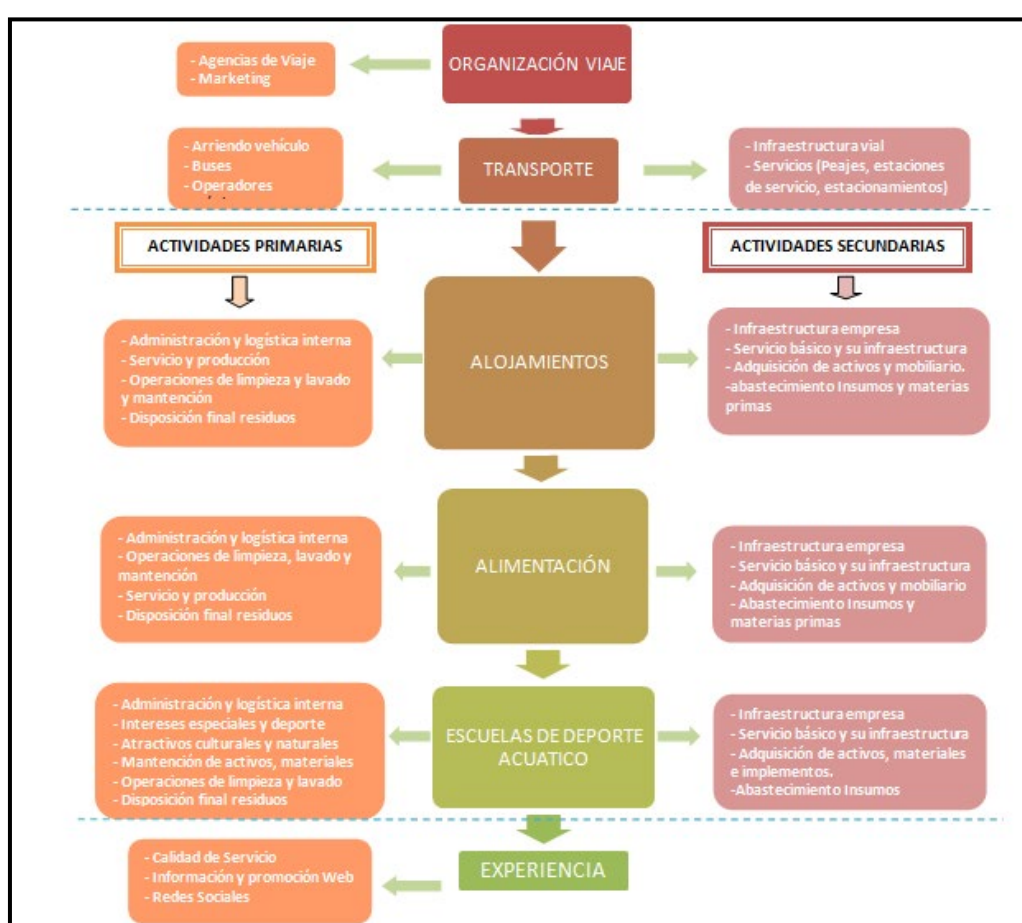 - Agencias de Viaje
- Marketing
ORGANIZACIÓN VIAJE
- Arriendo vehículo
- Buses
- Operadores
TRANSPORTE
- Infraestructura vial
- Servicios (Peajes, estaciones
de servicio, estacionamientos)
ACTIVIDADES PRIMARIAS
ACTIVIDADES SECUNDARIAS
- Administración y logística interna
- Servicio y producción
- Operaciones de limpieza y lavado
y mantención
- Disposición final residuos
ALOJAMIENTOS
- Infraestructura empresa
- Servicio básico y su infraestructura
- Adquisición de activos y mobiliario.
-abastecimiento Insumos y materias
primas
- Administración y logística interna
- Operaciones de limpieza, lavado y
mantención
- Servicio y producción
- Disposición final residuos
ALIMENTACIÓN
- Infraestructura empresa
- Servicio básico y su infraestructura
- Adquisición de activos y mobiliario
- Abastecimiento Insumos y
materias primas
- Administración y logística interna
- Intereses especiales y deporte
- Atractivos culturales y naturales
- Mantención de activos, materiales
- Operaciones de limpieza y lavado
- Disposición final residuos
ESCUELAS DE DEPORTE
ACUATICO
- Infraestructura empresa
- Servicio básico y su infraestructura
- Adquisición de activos, materiales
e implementos.
-Abastecimiento Insumos
- Calidad de Servicio
- Información y promoción Web
- Redes Sociales
EXPERIENCIA